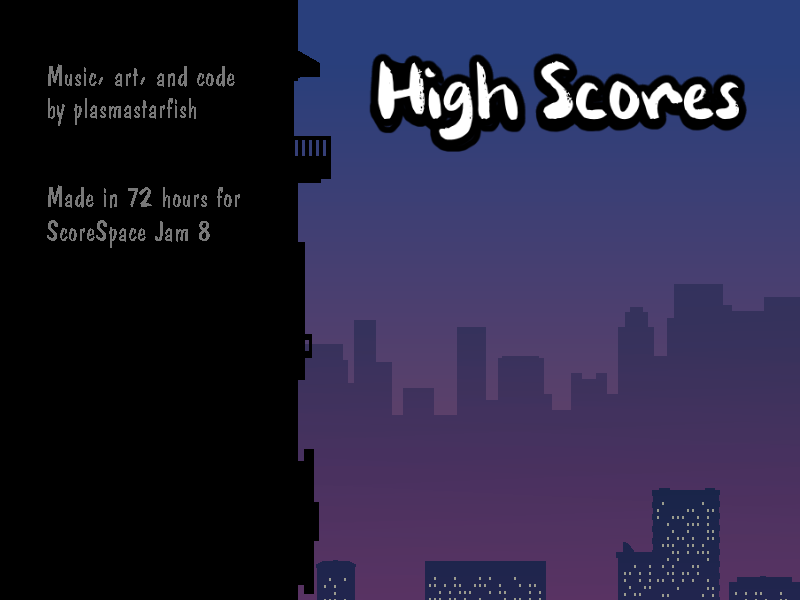 High Scores
Music, art, and code
by plasmastarfish
Made in 72 hours for
ScoreSpace Jam 8